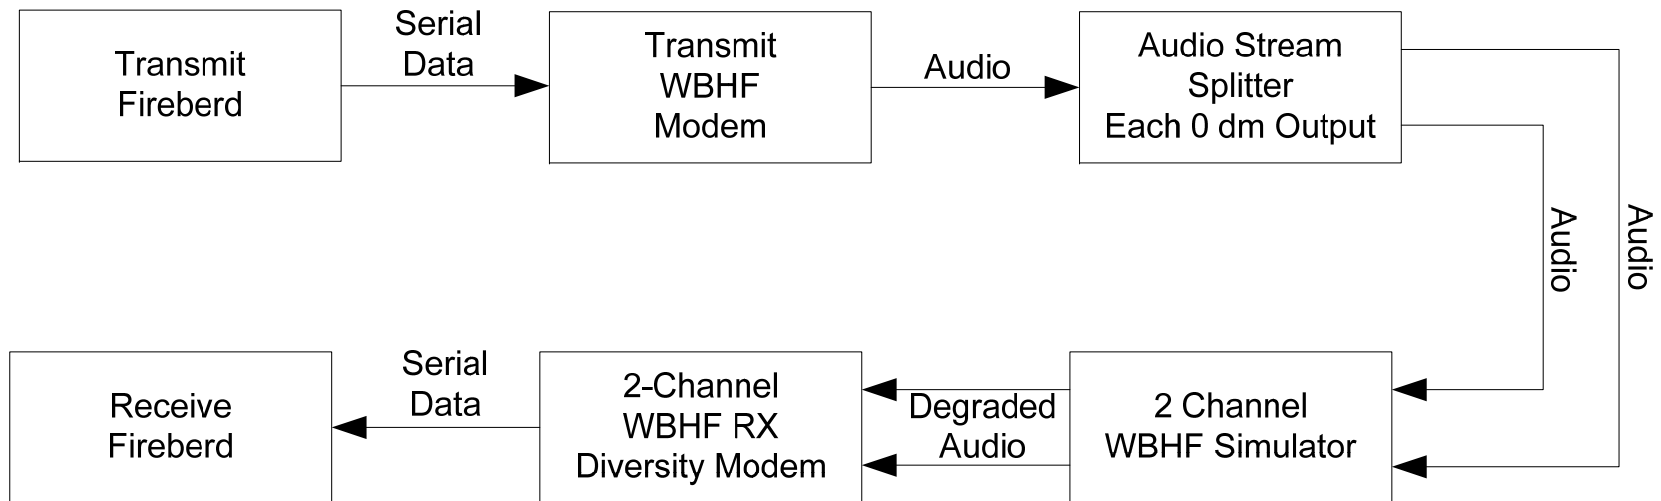 Transmit
Fireberd
Serial
Data
Transmit
WBHF
Modem
Audio
Audio Stream
Splitter
Each 0 dm Output
Audio
Audio
2 Channel
WBHF Simulator
Degraded
Audio
2-Channel
WBHF RX
Diversity Modem
Serial
Data
Receive
Fireberd